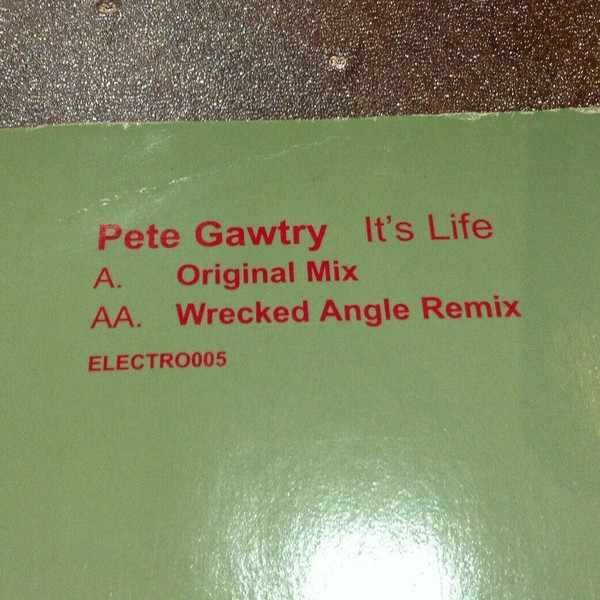 Pete Gawtry It's Life
A. Original Mix
AA. Wrecked Angle Remix
ELECTRO005